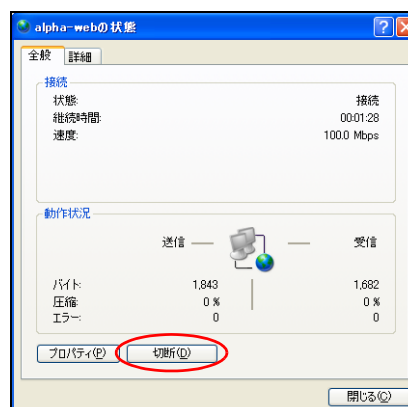 alpha-webの状態
全般 詳細
接続
状態: 接続
継続時間: 00:01:28
速度: 100.0 Mbps
動作状況
送信 — — 受信
バイト: 1,843 1,682
圧縮: 0 % 0 %
エラー: 0 0
プロパティ(P) 切断(D)
閉じる(C)